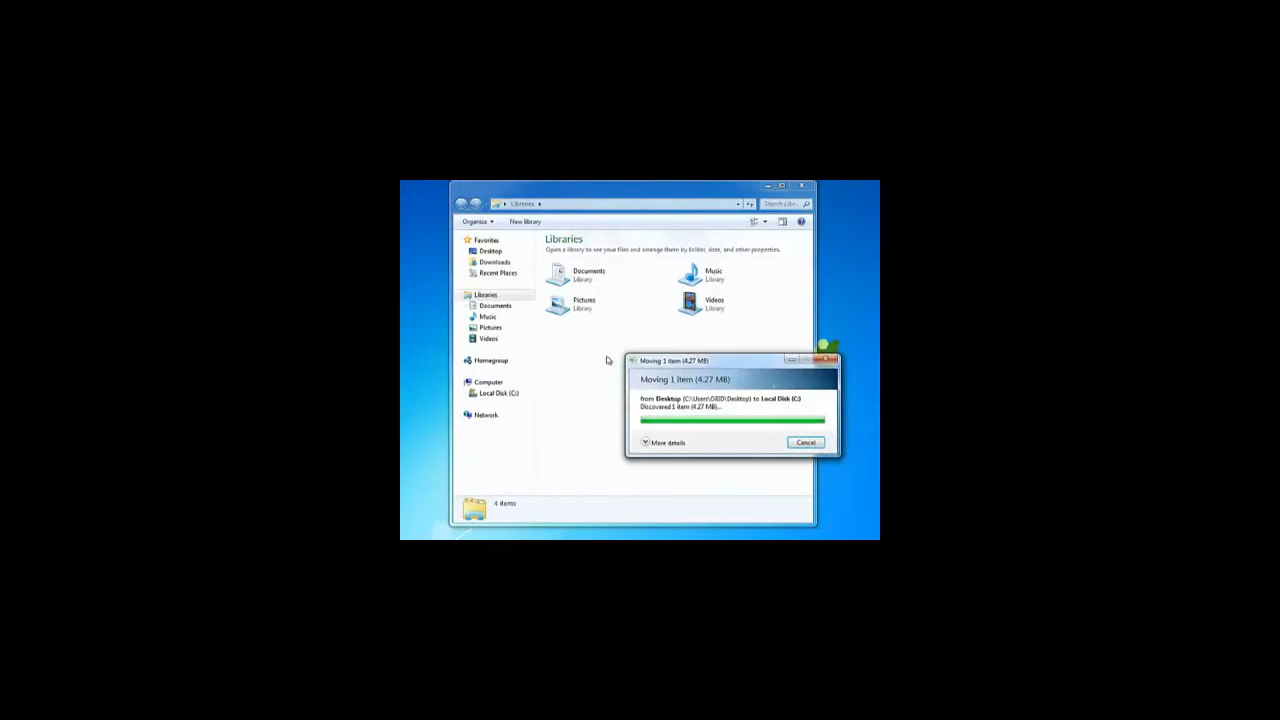 Libraries
Search Libr...
Organize
New library
Favorites
Desktop
Downloads
Recent Places
Libraries
Documents
Music
Pictures
Videos
Homegroup
Computer
Local Disk (C:)
Network
Libraries
Open a library to see your files and arrange them by folder, date, and other properties.
Documents
Library
Music
Library
Pictures
Library
Videos
Library
4 items
Moving 1 item (4.27 MB)
Moving 1 item (4.27 MB)
from Desktop (C:\Users\OBID\Desktop) to Local Disk (C:)
Discovered 1 item (4.27 MB)...
More details
Cancel